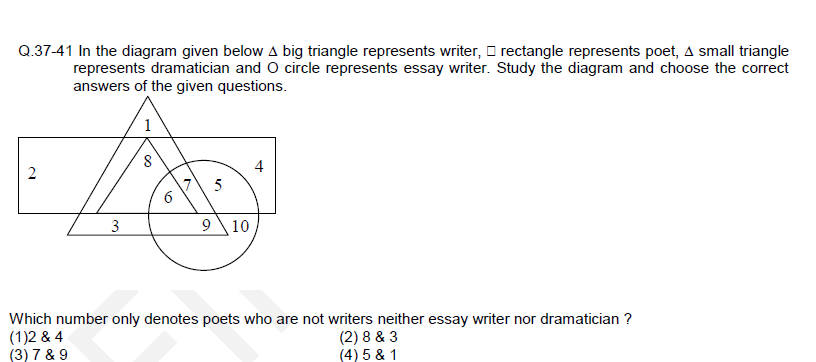 Q.37-41 In the diagram given below Δ big triangle represents writer, □ rectangle represents poet, Δ small triangle
represents dramatician and O circle represents essay writer. Study the diagram and choose the correct
answers of the given questions.
1
8
4
2
7 5
6
3 9 10
Which number only denotes poets who are not writers neither essay writer nor dramatician ?
(1)2 & 4 (2) 8 & 3
(3) 7 & 9 (4) 5 & 1